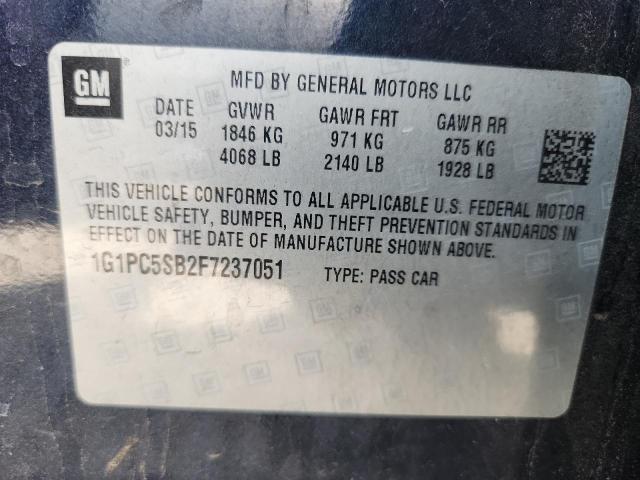 GM
MFD BY GENERAL MOTORS LLC
DATE GVWR GAWR FRT GAWR RR
03/15 1846 KG 971 KG 875 KG
4068 LB 2140 LB 1928 LB
THIS VEHICLE CONFORMS TO ALL APPLICABLE U.S. FEDERAL MOTOR
VEHICLE SAFETY, BUMPER, AND THEFT PREVENTION STANDARDS IN
EFFECT ON THE DATE OF MANUFACTURE SHOWN ABOVE.
1G1PC5SB2F7237051 TYPE: PASS CAR